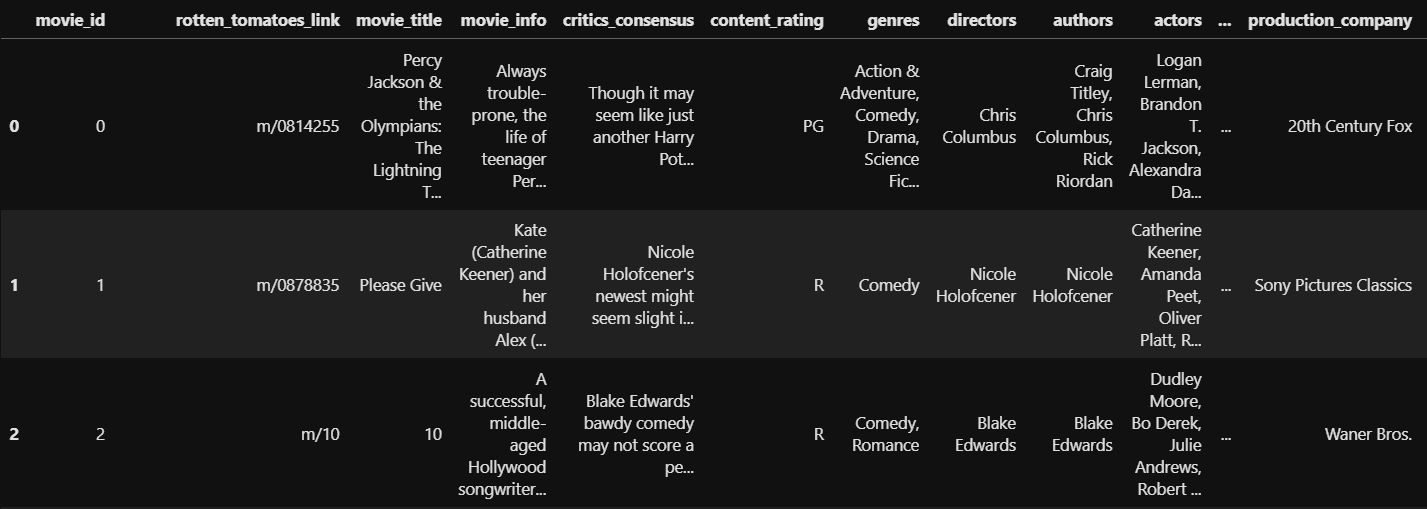 movie_id rotten_tomatoes_link movie_title movie_info critics_consensus content_rating genres directors authors actors ... production_company
0 0 m/0814255 Percy Jackson & the Olympians: The Lightning T... Always trouble-prone, the life of teenager Per... Though it may seem like just another Harry Pot... PG Action & Adventure, Comedy, Drama, Science Fic... Chris Columbus Craig Titley, Chris Columbus, Rick Riordan Logan Lerman, Brandon T. Jackson, Alexandra Da... ... 20th Century Fox
1 1 m/0878835 Please Give Kate (Catherine Keener) and her husband Alex (... Nicole Holofcener's newest might seem slight i... R Comedy Nicole Holofcener Nicole Holofcener Catherine Keener, Amanda Peet, Oliver Platt, R... ... Sony Pictures Classics
2 2 m/10 10 A successful, middle-aged Hollywood songwriter... Blake Edwards' bawdy comedy may not score a pe... R Comedy, Romance Blake Edwards Blake Edwards Dudley Moore, Bo Derek, Julie Andrews, Robert ... ... Waner Bros.